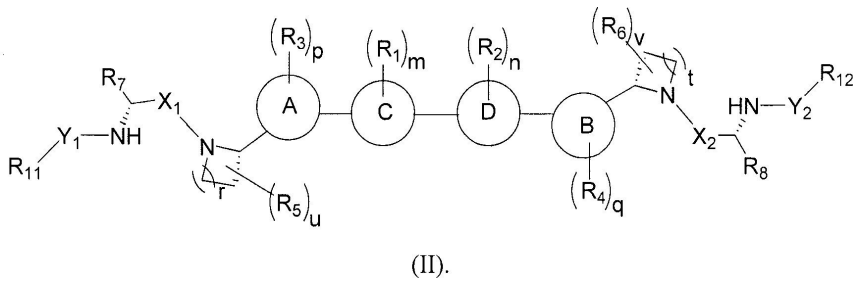 (R3)p (R1)m (R2)n (R6)v
R7 X1 A C D B t N HN Y2 R12
R11 Y1 NH N r (R5)u (R4)q X2 R8
(II).